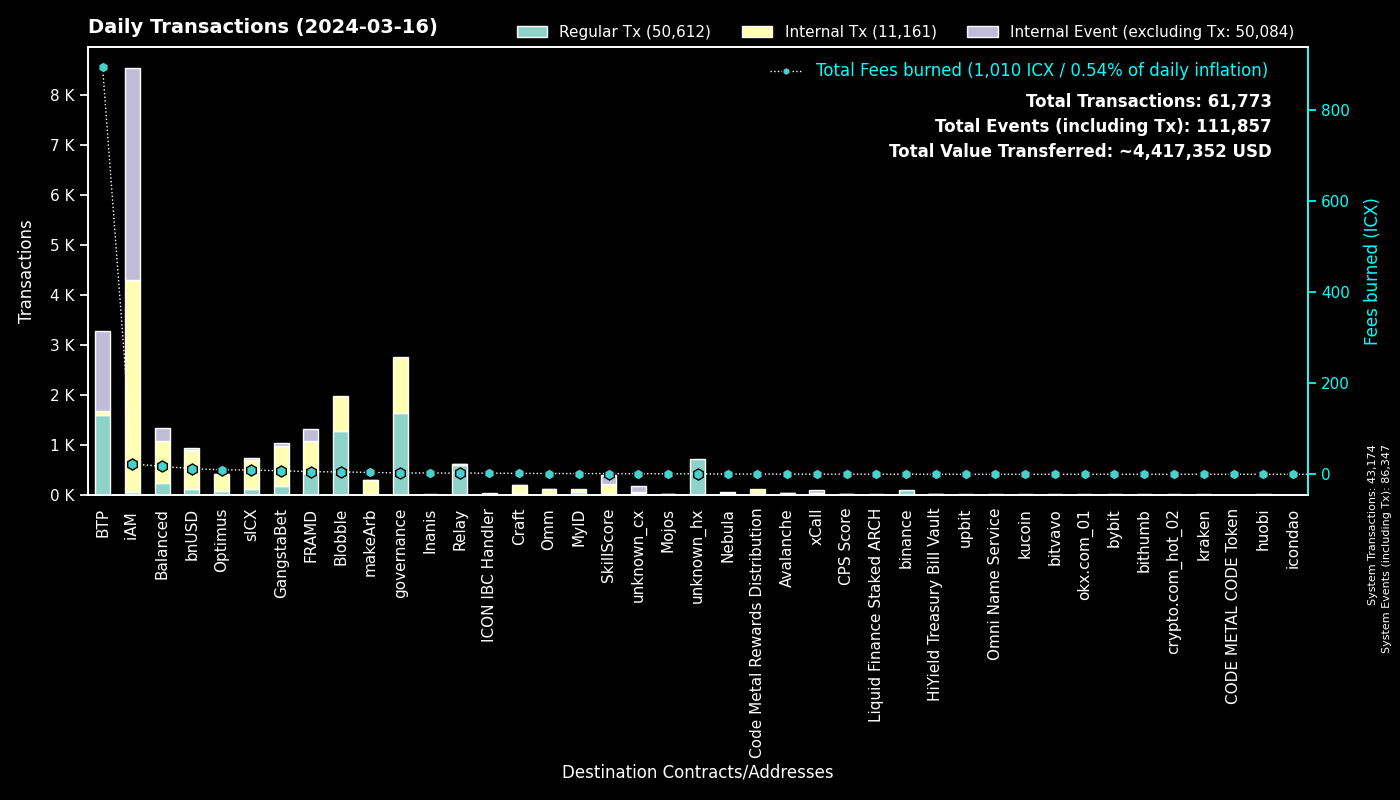 Daily Transactions (2024-03-16)
Regular Tx (50,612)
Internal Tx (11,161)
Internal Event (excluding Tx: 50,084)
Total Fees burned (1,010 ICX / 0.54% of daily inflation)
Total Transactions: 61,773
Total Events (including Tx): 111,857
Total Value Transferred: ~4,417,352 USD
Transactions
8 K
7 K
6 K
5 K
4 K
3 K
2 K
1 K
0 K
800
600
400
200
0
Fees burned (ICX)
BTP
iAM
Balanced
bnUSD
Optimus
sICX
GangstaBet
FRAMD
Blobble
makeArb
governance
Inanis
Relay
ICON IBC Hander
Craft
Omm
MyID
SkillScore
unknown_cx
Mojos
unknown_hx
Nebula
Code Metal Rewards Distribution
Avalanche
xCall
CPS Score
Liquid Finance Staked ARCH
binance
HiYield Treasury Bill Vault
upbit
Omni Name Service
kucoin
bitvavo
okx.com_01
bybit
bithumb
crypto.com_hot_02
kraken
CODE METAL CODE Token
huobi
icondao
Destination Contracts/Addresses
System Transactions: 43,174
System Events (including Tx): 86,347